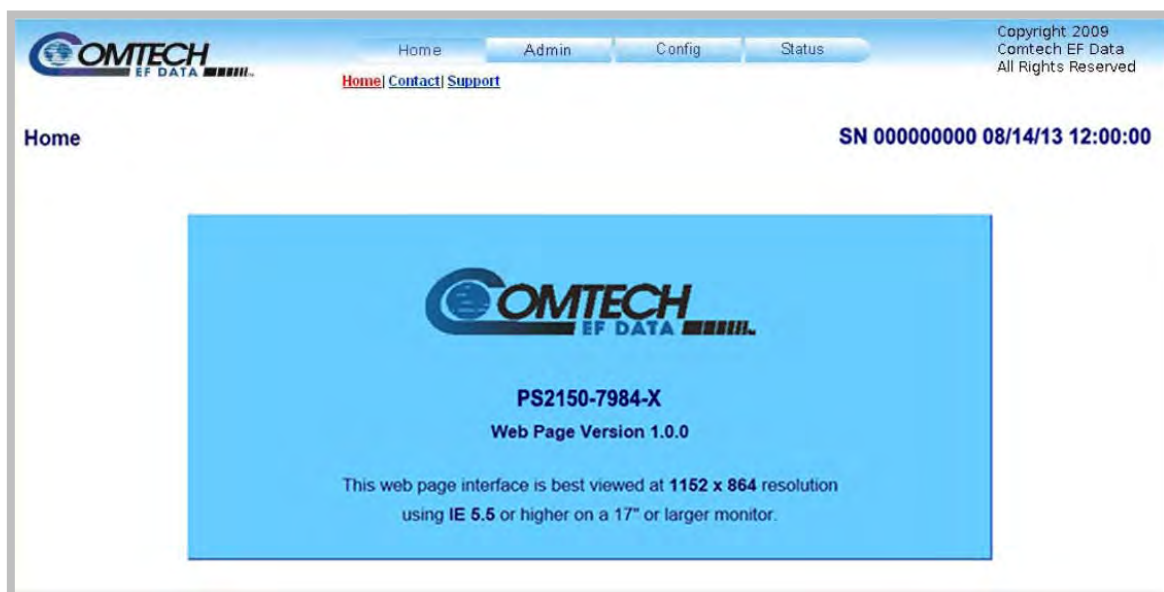 COMTECH
EF DATA
Home Admin Config Status
Home| Contact| Support
Copyright 2009
Comtech EF Data
All Rights Reserved
Home
SN 000000000 08/14/13 12:00:00
COMTECH
EF DATA
PS2150-7984-X
Web Page Version 1.0.0
This web page interface is best viewed at 1152 x 864 resolution
using IE 5.5 or higher on a 17" or larger monitor.